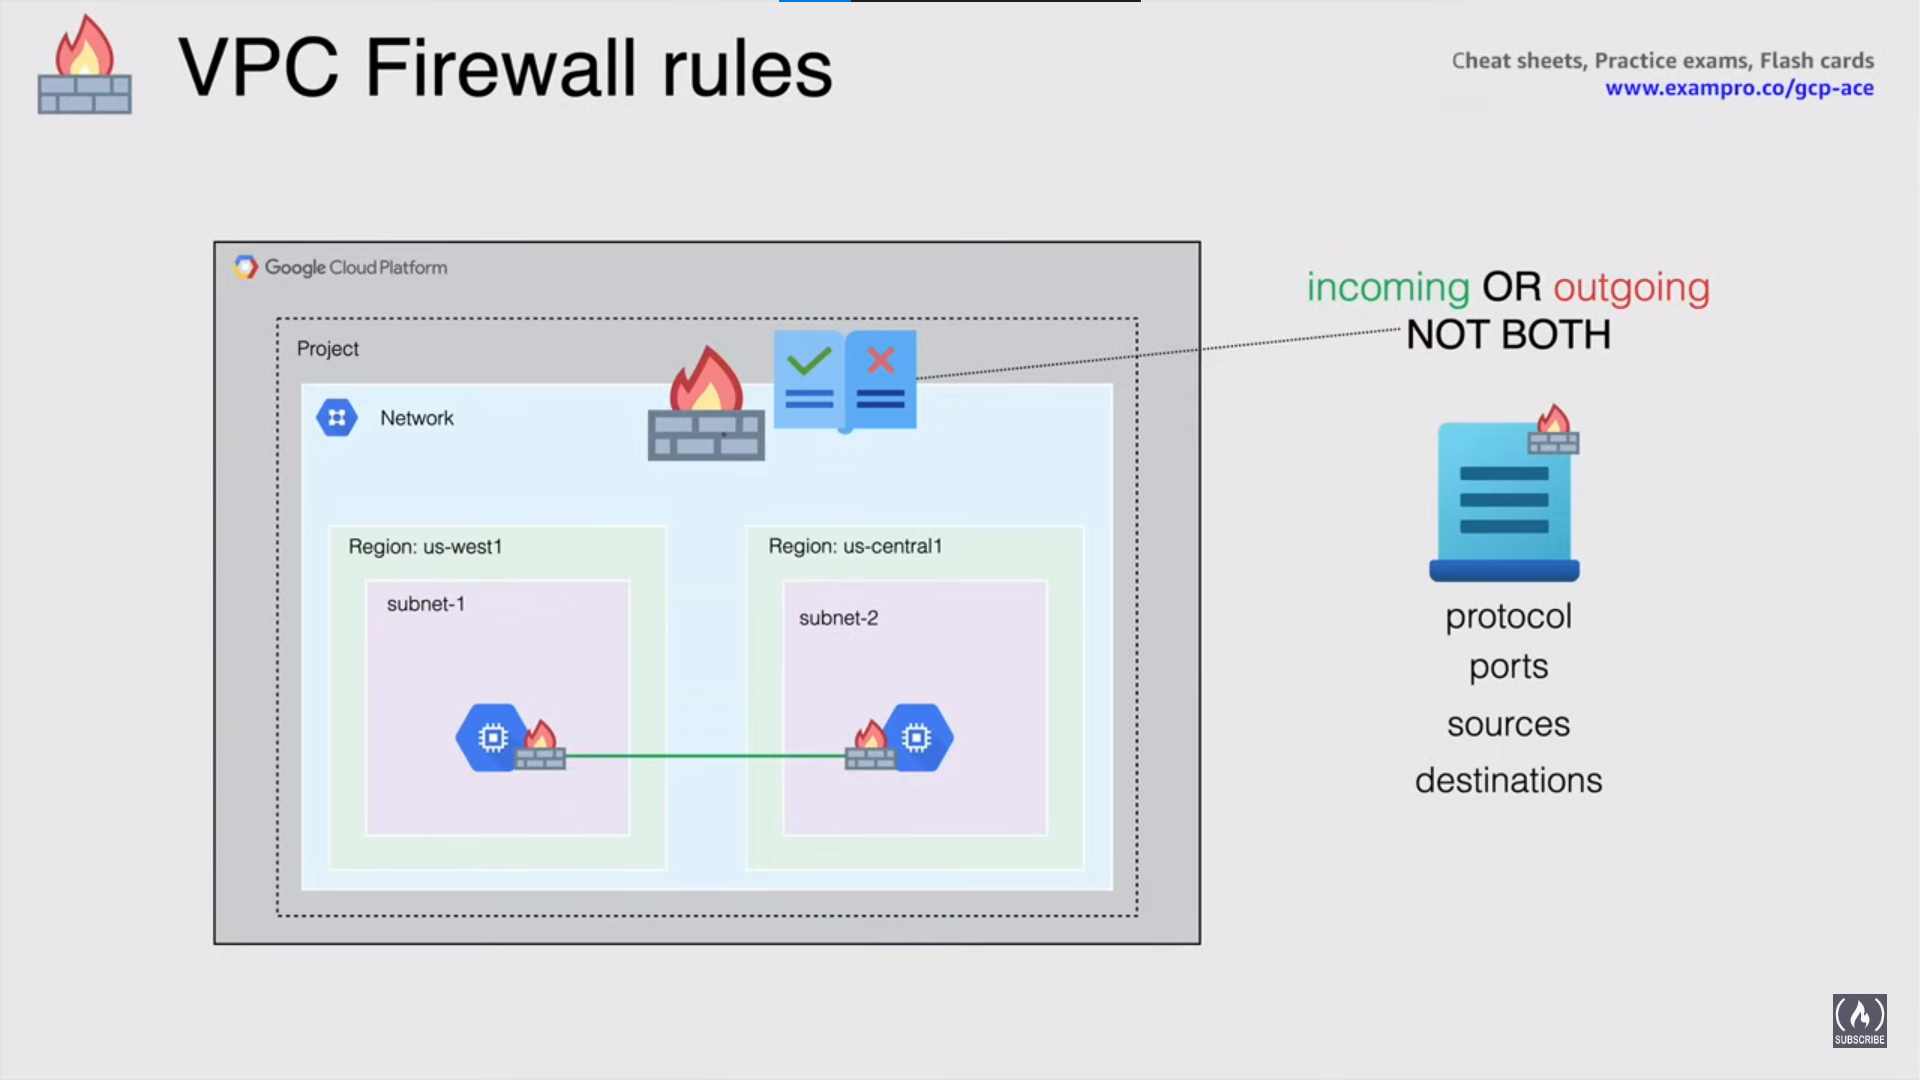 VPC Firewall rules
Cheat sheets, Practice exams, Flash cards
www.exampro.co/gcp-ace
Google Cloud Platform
Project
Network
Region: us-west1
subnet-1
Region: us-central1
subnet-2
incoming OR outgoing
NOT BOTH
protocol
ports
sources
destinations
SUBSCRIBE